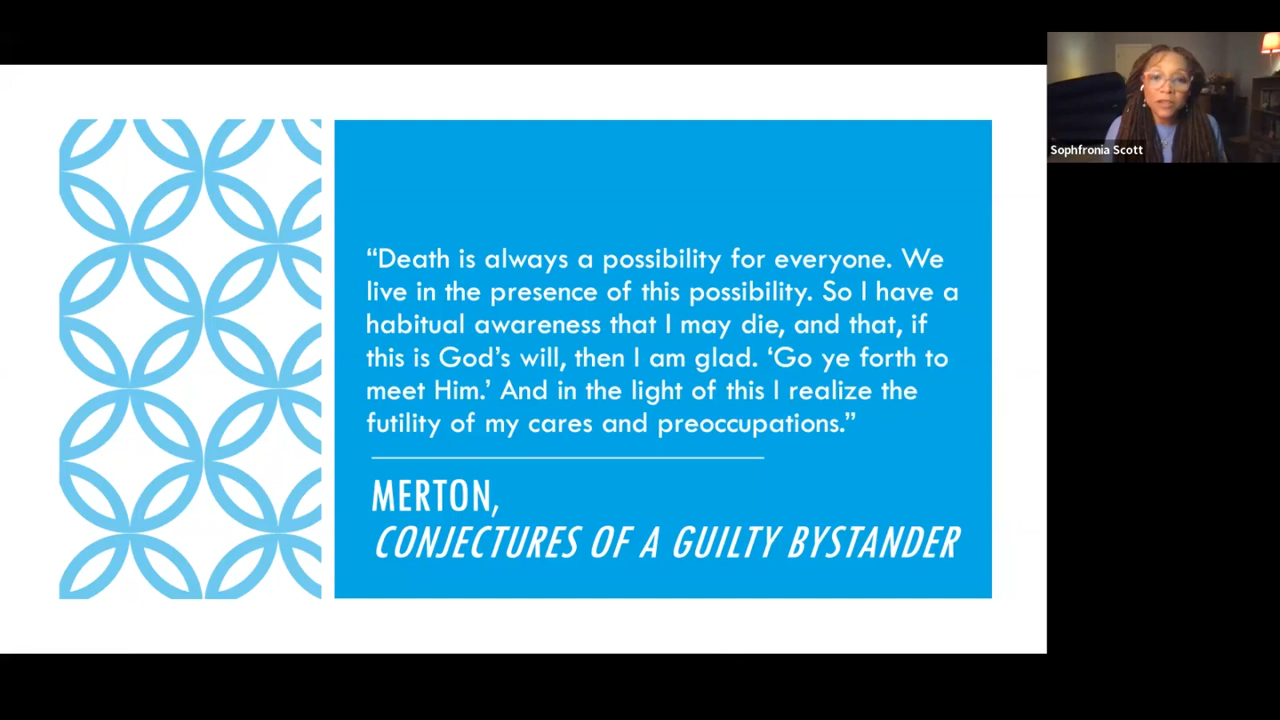 “Death is always a possibility for everyone. We
live in the presence of this possibility. So I have a
habitual awareness that I may die, and that, if
this is God’s will, then I am glad. ‘Go ye forth to
meet Him.’ And in the light of this I realize the
futility of my cares and preoccupations.”
MERTON,
CONJECTURES OF A GUILTY BYSTANDER
Sophfronia Scott